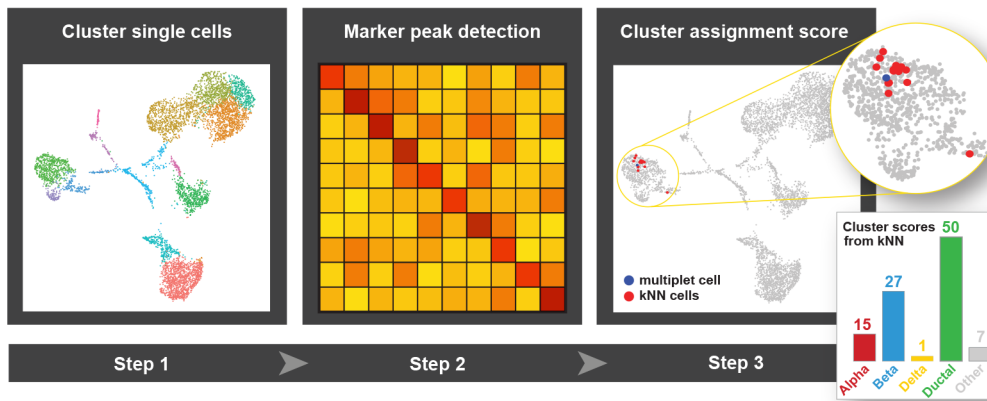 Cluster single cells
Marker peak detection
Cluster assignment score
multiplet cell
kNN cells
Cluster scores
from kNN
15
27
1
50
7
Alpha
Beta
Delta
Ductal
Other
Step 1
Step 2
Step 3